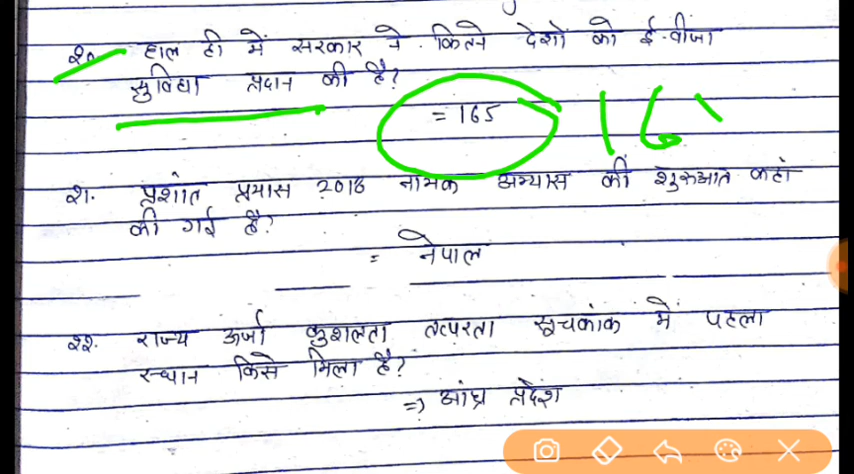 २०. हाल ही में सरकार ने कितने देशों को ई-वीजा
सुविधा प्रदान की है?
= 165 16
२१. प्रशांत प्रयास 2018 नामक अभ्यास की शुरुआत कहां
की गई है?
= नेपाल
२२. राज्य ऊर्जा कुशलता तत्परता सूचकांक में पहला
स्थान किसे मिला है?
=> आंध्र प्रदेश